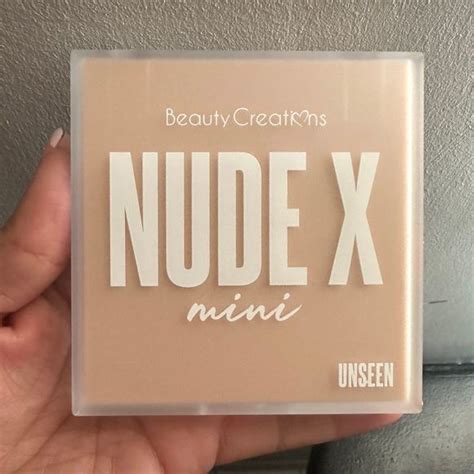 Beauty Creations
NUDE X
mini
UNSEEN